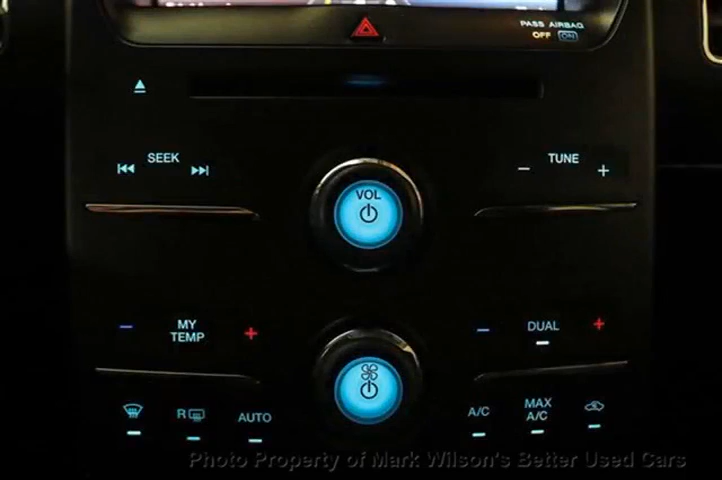 PASS AIRBAG
OFF ON
SEEK
TUNE
VOL
MY
TEMP
DUAL
R
AUTO
A/C
MAX
A/C
Photo Property of Mark Wilson's Better Used Cars